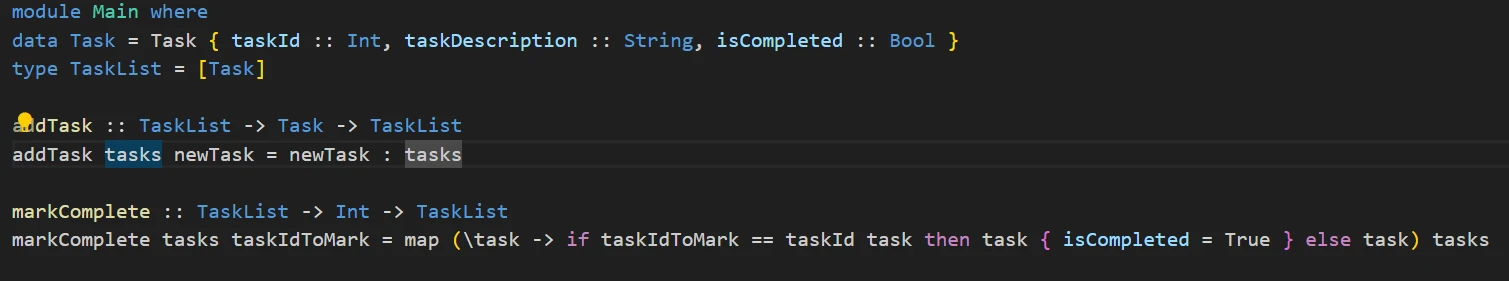 module Main where
data Task = Task { taskId :: Int, taskDescription :: String, isCompleted :: Bool }
type TaskList = [Task]
addTask :: TaskList -> Task -> TaskList
addTask tasks newTask = newTask : tasks
markComplete :: TaskList -> Int -> TaskList
markComplete tasks taskIdToMark = map (\task -> if taskIdToMark == taskId task then task { isCompleted = True } else task) tasks